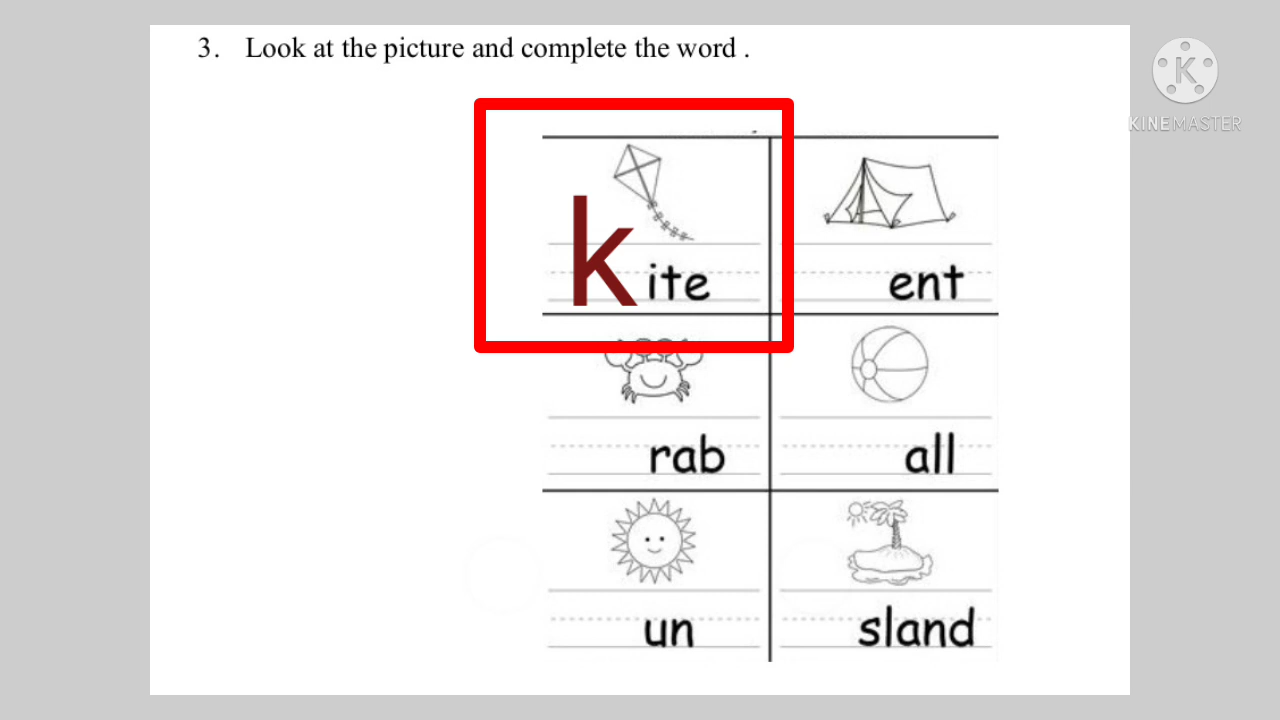 3. Look at the picture and complete the word .
K
KINEMASTER
kite
ent
rab
all
un
sland